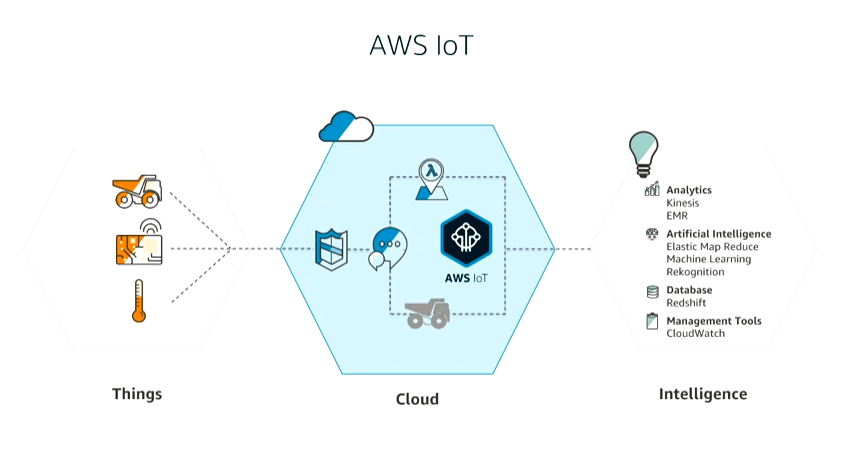 AWS IoT
λ
AWS IoT
Analytics
Kinesis
EMR
Artificial Intelligence
Elastic Map Reduce
Machine Learning
Rekognition
Database
Redshift
Management Tools
CloudWatch
Things
Cloud
Intelligence